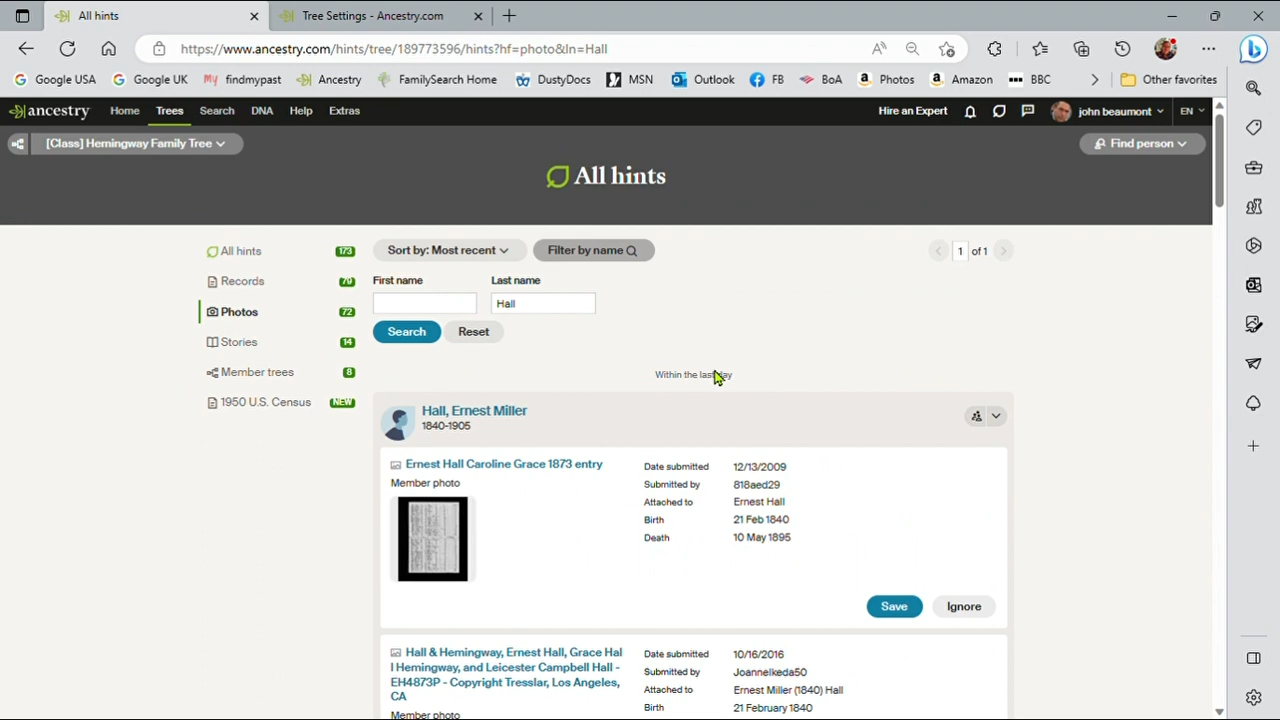 All hints
Tree Settings - Ancestry.com
https://www.ancestry.com/hints/tree/189773596/hints?hf=photo&ln=Hall
Google USA
Google UK
My findmypast
Ancestry
FamilySearch Home
DustyDocs
MSN
Outlook
FB
BoA
Photos
Amazon
BBC
Other favorites
ancestry
Home
Trees
Search
DNA
Help
Extras
Hire an Expert
john beaumont
EN
[Class] Hemingway Family Tree
Find person
All hints
All hints 173
Records 79
Photos 72
Stories 14
Member trees 8
1950 U.S. Census NEW
Sort by: Most recent
Filter by name
1 of 1
First name
Last name
Hall
Search
Reset
Within the last day
Hall, Ernest Miller
1840-1905
Ernest Hall Caroline Grace 1873 entry
Member photo
Date submitted 12/13/2009
Submitted by 818aed29
Attached to Ernest Hall
Birth 21 Feb 1840
Death 10 May 1895
Save
Ignore
Hall & Hemingway, Ernest Hall, Grace Hal
l Hemingway, and Leicester Campbell Hall -
EH4873P - Copyright Tresslar, Los Angeles,
CA
Member photo
Date submitted 10/16/2016
Submitted by Joannelkeda50
Attached to Ernest Miller (1840) Hall
Birth 21 February 1840